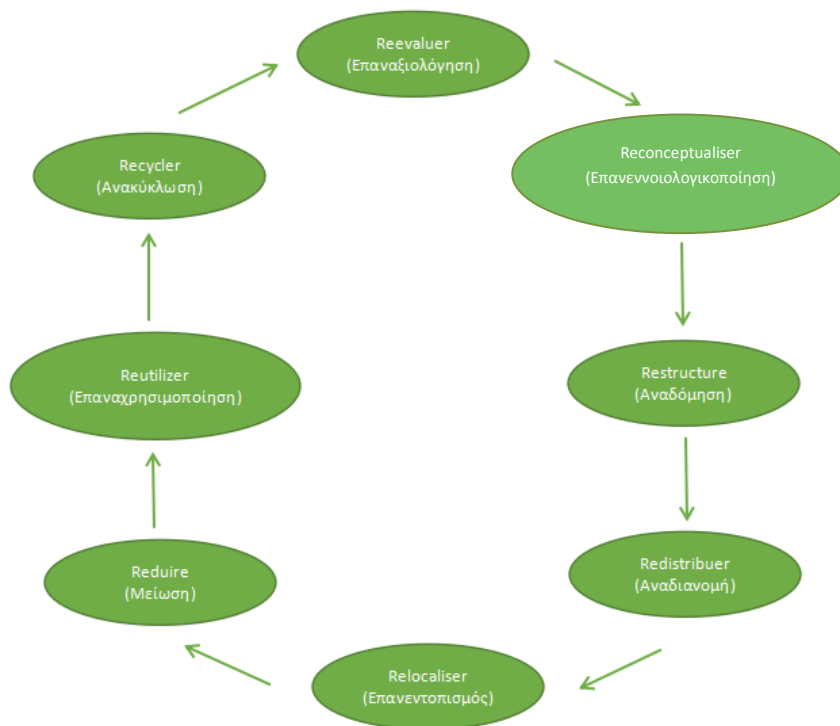 Reevaluer
(Επαναξιολόγηση)
Reconceptualiser
(Επανεννοιολογικοποίηση)
Restructure
(Αναδόμηση)
Redistribuer
(Αναδιανομή)
Relocaliser
(Επανεντοπισμός)
Reduire
(Μείωση)
Reutilizer
(Επαναχρησιμοποίηση)
Recycler
(Ανακύκλωση)